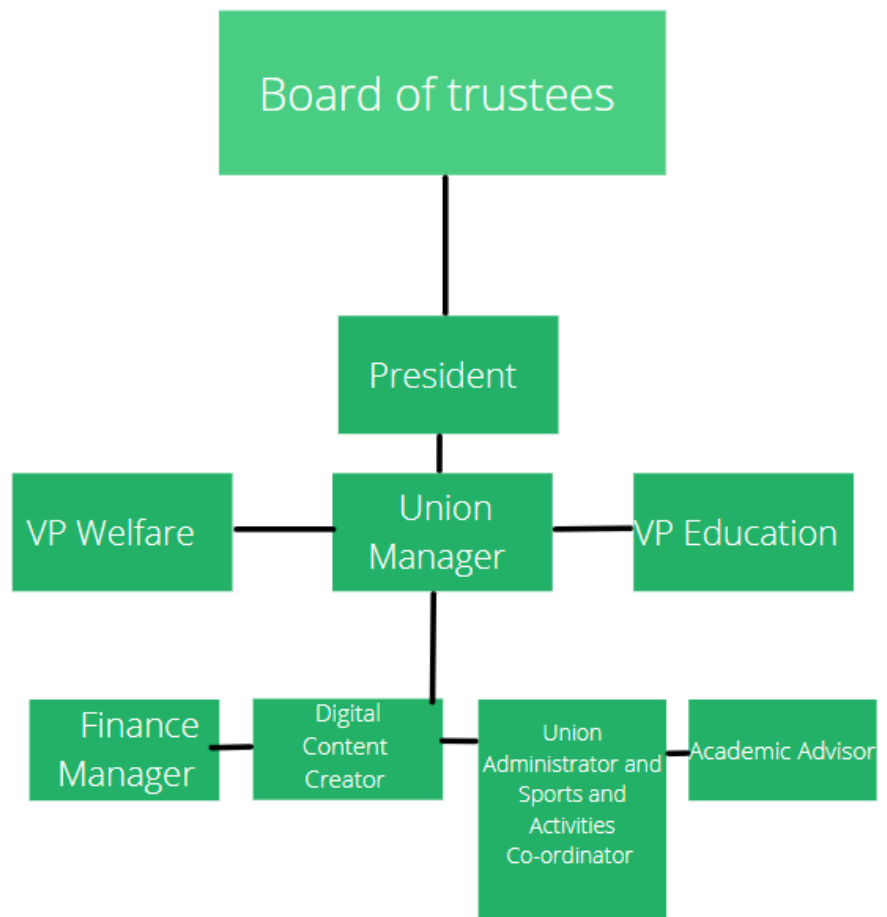 Board of trustees
President
VP Welfare
Union
Manager
VP Education
Finance
Manager
Digital
Content
Creator
Union
Administrator and
Sports and
Activities
Co-ordinator
Academic Advisor